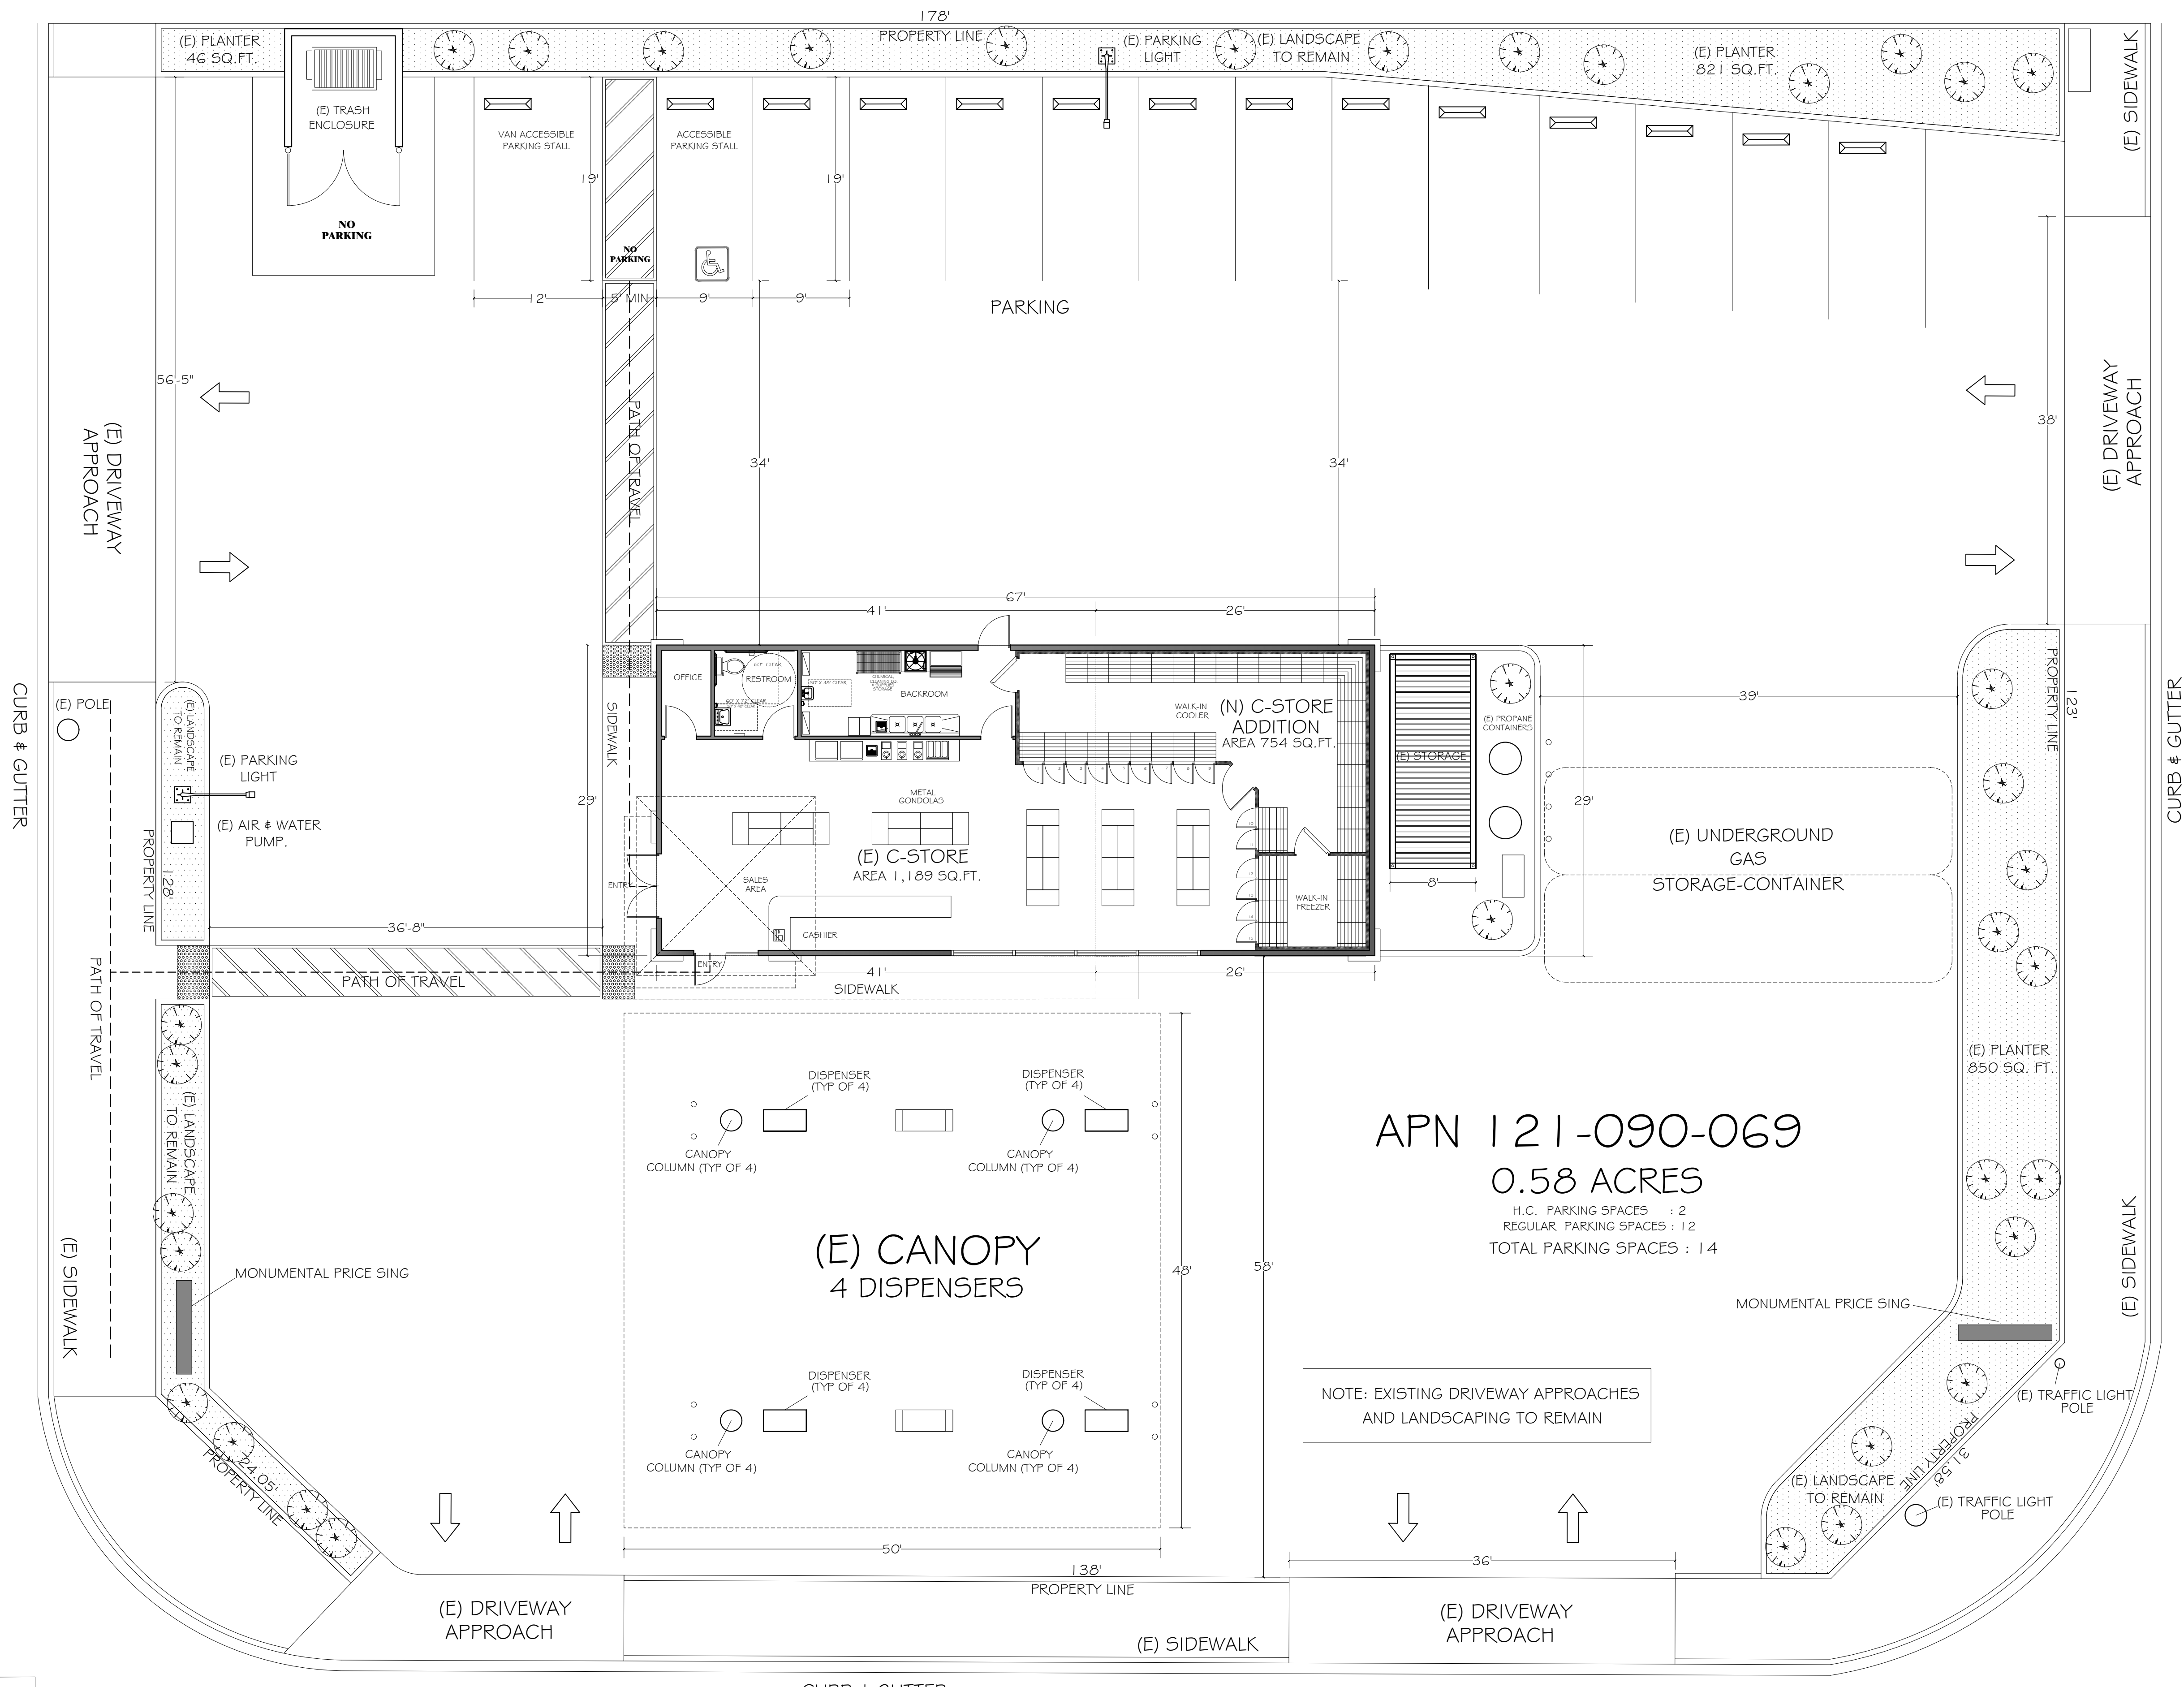 178'
PROPERTY LINE
(E) PLANTER
46 SQ.FT.
(E) PARKING
LIGHT
(E) LANDSCAPE
TO REMAIN
(E) PLANTER
821 SQ.FT.
(E) SIDEWALK
(E) TRASH
ENCLOSURE
NO
PARKING
VAN ACCESSIBLE
PARKING STALL
ACCESSIBLE
PARKING STALL
19'
19'
NO
PARKING
12'
5' MIN
9'
9'
PARKING
56'-5"
38'
(E) DRIVEWAY
APPROACH
(E) DRIVEWAY
APPROACH
PATH OF TRAVEL
34'
34'
67'
41'
26'
CURB & GUTTER
(E) POLE
(E) LANDSCAPE
TO REMAIN
(E) PARKING
LIGHT
(E) AIR & WATER
PUMP.
PROPERTY LINE
128'
SIDEWALK
29'
OFFICE
60" CLEAR
RESTROOM
CHEMICAL,
CLEANING EQ.
& SUPPLIES
STORAGE
BACKROOM
WALK-IN
COOLER
(N) C-STORE
ADDITION
AREA 754 SQ.FT.
(E) STORAGE
(E) PROPANE
CONTAINERS
39'
PROPERTY LINE
123'
CURB & GUTTER
METAL
GONDOLAS
(E) C-STORE
AREA 1,189 SQ.FT.
SALES
AREA
ENTRY
CASHIER
WALK-IN
FREEZER
8'
29'
(E) UNDERGROUND
GAS
STORAGE-CONTAINER
36'-8"
ENTRY
41'
26'
PATH OF TRAVEL
SIDEWALK
PATH OF TRAVEL
(E) LANDSCAPE
TO REMAIN
(E) PLANTER
850 SQ. FT.
DISPENSER
(TYP OF 4)
DISPENSER
(TYP OF 4)
CANOPY
COLUMN (TYP OF 4)
CANOPY
COLUMN (TYP OF 4)
APN 121-090-069
0.58 ACRES
H.C. PARKING SPACES : 2
REGULAR PARKING SPACES : 12
TOTAL PARKING SPACES : 14
(E) CANOPY
4 DISPENSERS
48'
58'
(E) SIDEWALK
MONUMENTAL PRICE SING
MONUMENTAL PRICE SING
(E) SIDEWALK
DISPENSER
(TYP OF 4)
DISPENSER
(TYP OF 4)
CANOPY
COLUMN (TYP OF 4)
CANOPY
COLUMN (TYP OF 4)
NOTE: EXISTING DRIVEWAY APPROACHES
AND LANDSCAPING TO REMAIN
(E) TRAFFIC LIGHT
POLE
24.05'
PROPERTY LINE
PROPERTY LINE
31.58'
(E) LANDSCAPE
TO REMAIN
(E) TRAFFIC LIGHT
POLE
50'
36'
138'
PROPERTY LINE
(E) DRIVEWAY
APPROACH
(E) DRIVEWAY
APPROACH
(E) SIDEWALK